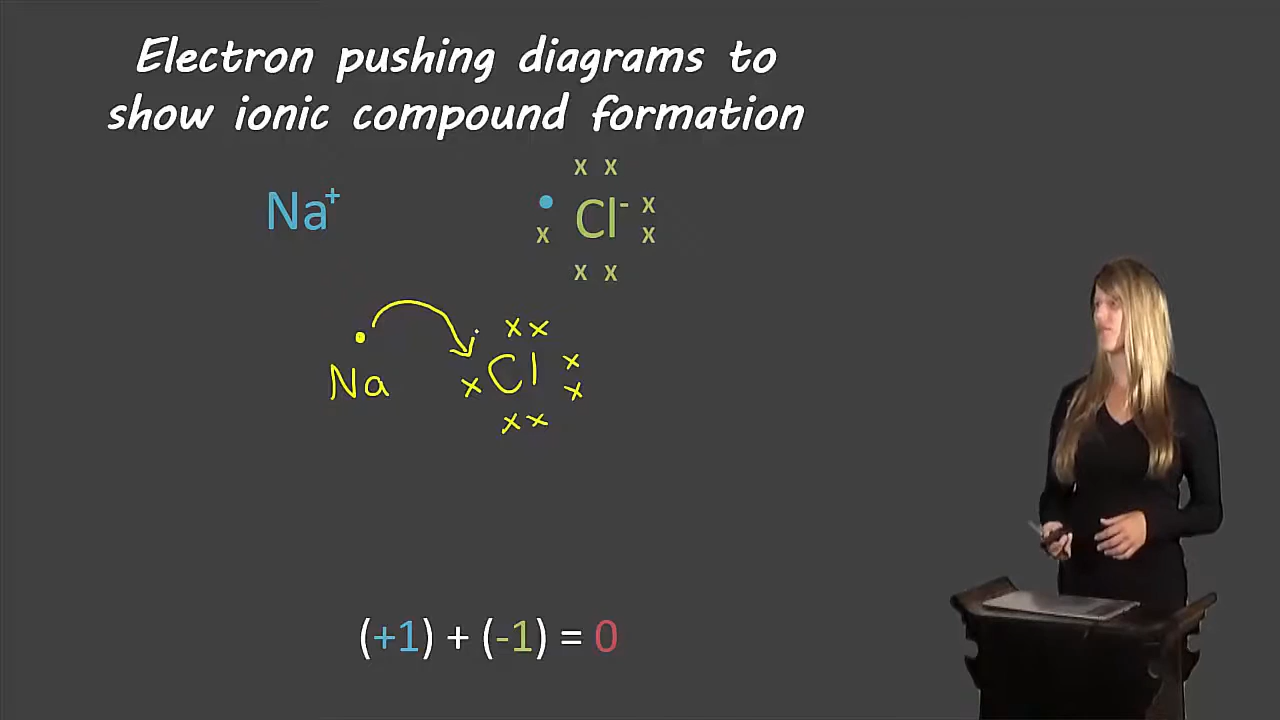 Electron pushing diagrams to
show ionic compound formation
x x
Na⁺ Cl⁻ x
x x
x x
x x
Na x Cl x
x
x x
(+1) + (-1) = 0